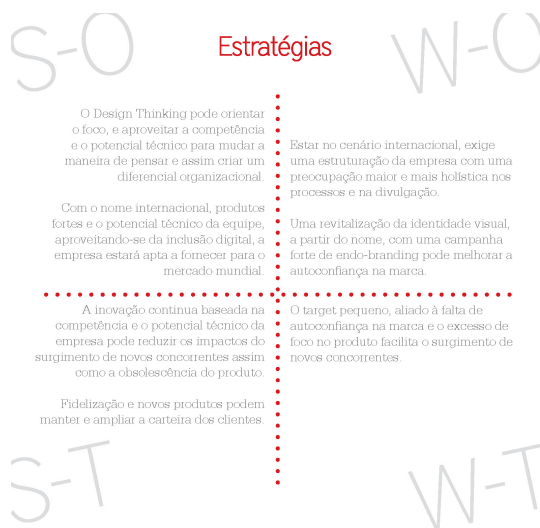 S-O
Estratégias
W-O
O Design Thinking pode orientar
o foco, e aproveitar a competência
e o potencial técnico para mudar a
maneira de pensar e assim criar um
diferencial organizacional.
Com o nome internacional, produtos
fortes e o potencial técnico da equipe,
aproveitando-se da inclusão digital, a
empresa estará apta a fornecer para o
mercado mundial.
Estar no cenário internacional, exige
uma estruturação da empresa com uma
preocupação maior e mais holística nos
processos e na divulgação.
Uma revitalização da identidade visual,
a partir do nome, com uma campanha
forte de endo-branding pode melhorar a
autoconfiança na marca.
A inovação continua baseada na
competência e o potencial técnico da
empresa pode reduzir os impactos do
surgimento de novos concorrentes assim
como a obsolescência do produto.
Fidelização e novos produtos podem
manter e ampliar a carteira dos clientes.
O target pequeno, aliado à falta de
autoconfiança na marca e o excesso de
foco no produto facilita o surgimento de
novos concorrentes.
S-T
W-T